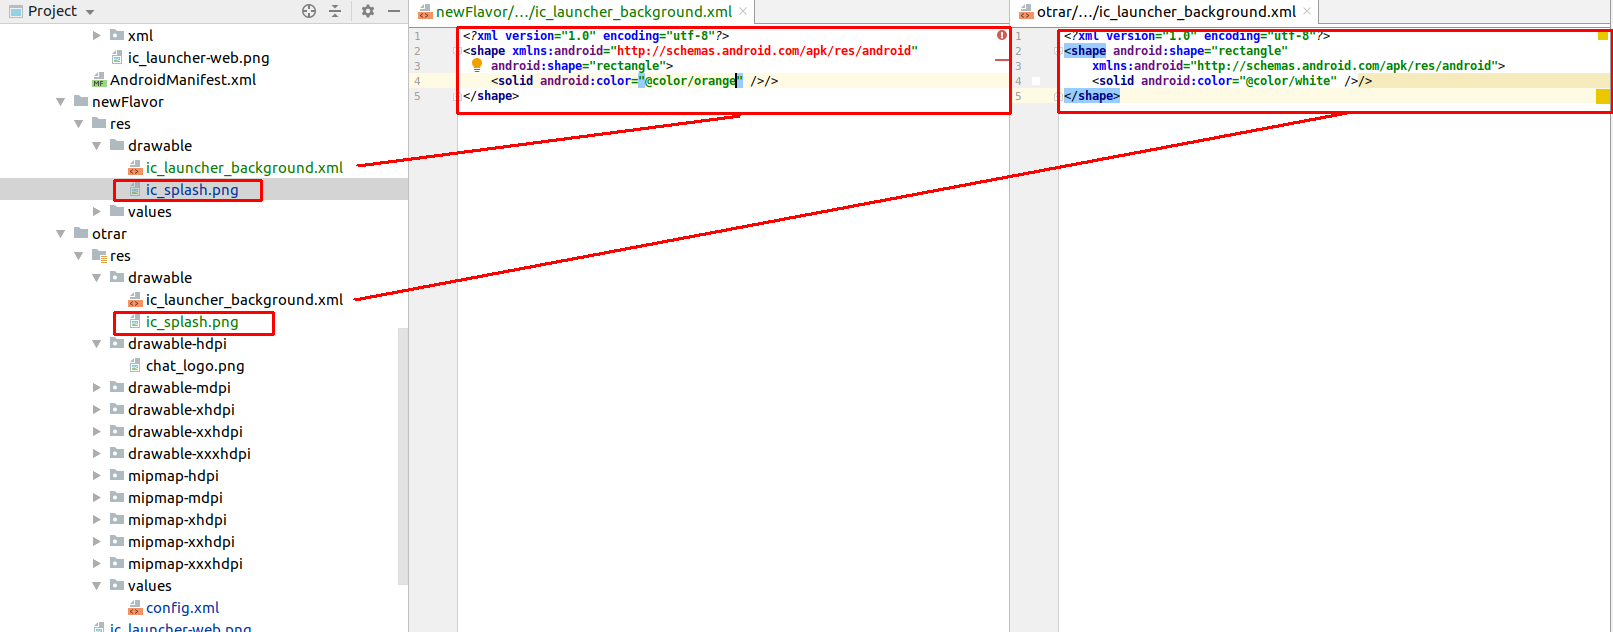 Project
xml
ic_launcher-web.png
AndroidManifest.xml
newFlavor
res
drawable
ic_launcher_background.xml
ic_splash.png
values
otrar
res
drawable
ic_launcher_background.xml
ic_splash.png
drawable-hdpi
chat_logo.png
drawable-mdpi
drawable-xhdpi
drawable-xxhdpi
drawable-xxxhdpi
mipmap-hdpi
mipmap-mdpi
mipmap-xhdpi
mipmap-xxhdpi
mipmap-xxxhdpi
values
config.xml
ic_launcher-web.png
newFlavor/.../ic_launcher_background.xml
1 <?xml version="1.0" encoding="utf-8"?>
2 <shape xmlns:android="http://schemas.android.com/apk/res/android"
3 android:shape="rectangle">
4 <solid android:color="@color/orange" />/>
5 </shape>
otrar/.../ic_launcher_background.xml
1 <?xml version="1.0" encoding="utf-8"?>
2 <shape android:shape="rectangle"
3 xmlns:android="http://schemas.android.com/apk/res/android">
4 <solid android:color="@color/white" />/>
5 </shape>